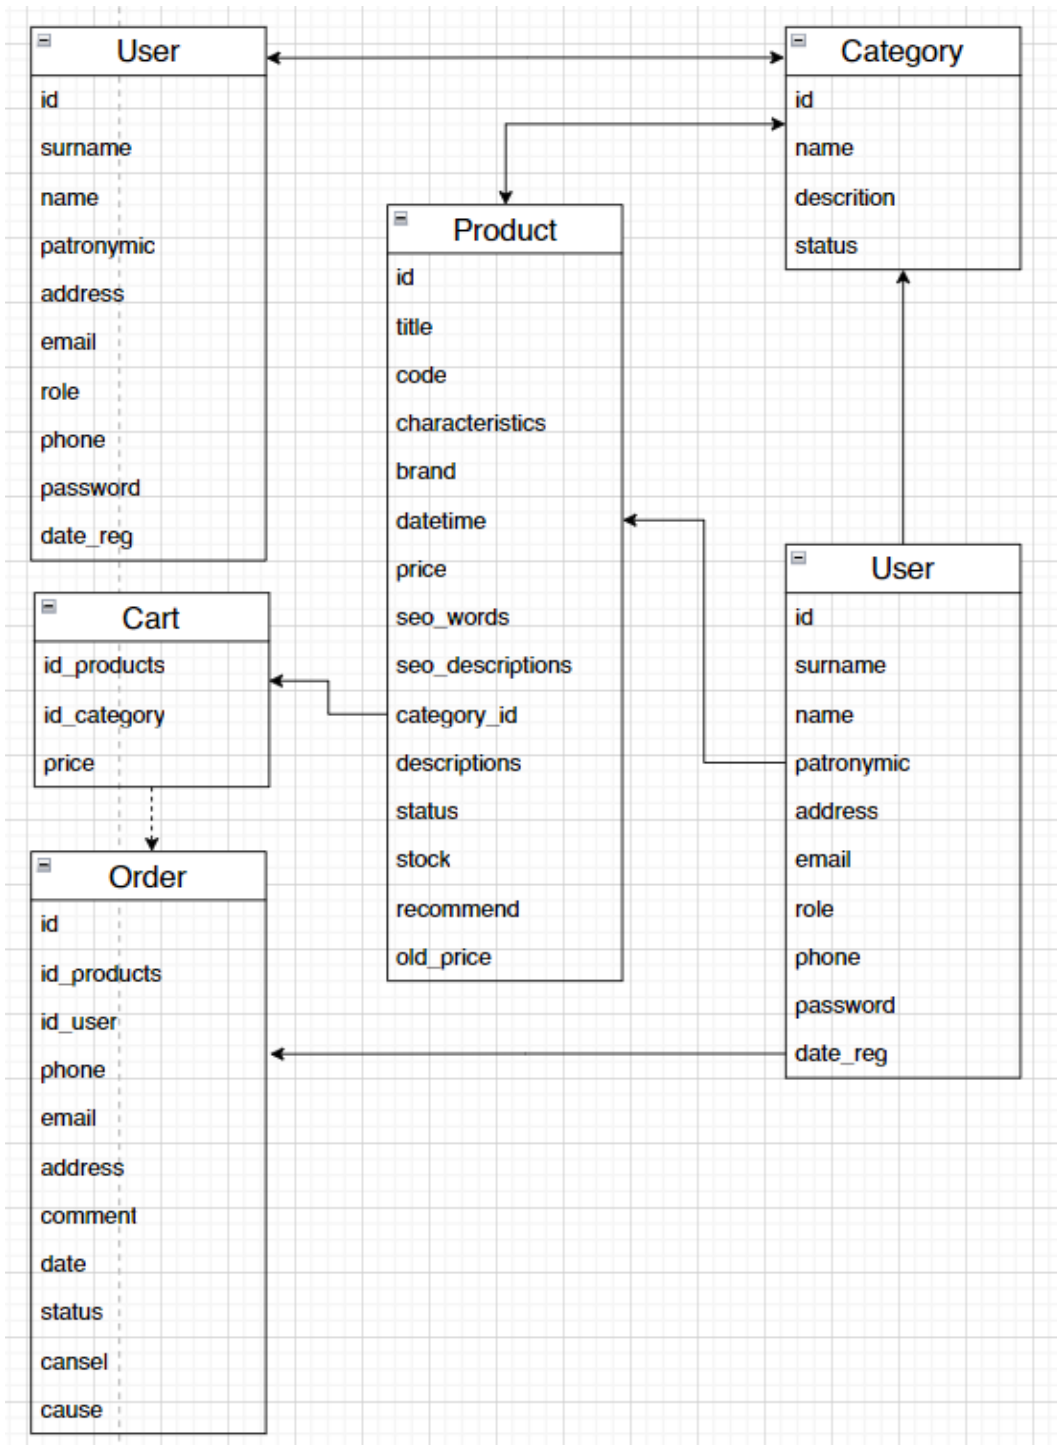 User
id
surname
name
patronymic
address
email
role
phone
password
date_reg
Category
id
name
descrition
status
Product
id
title
code
characteristics
brand
datetime
price
seo_words
seo_descriptions
category_id
descriptions
status
stock
recommend
old_price
Cart
id_products
id_category
price
User
id
surname
name
patronymic
address
email
role
phone
password
date_reg
Order
id
id_products
id_user
phone
email
address
comment
date
status
cansel
cause